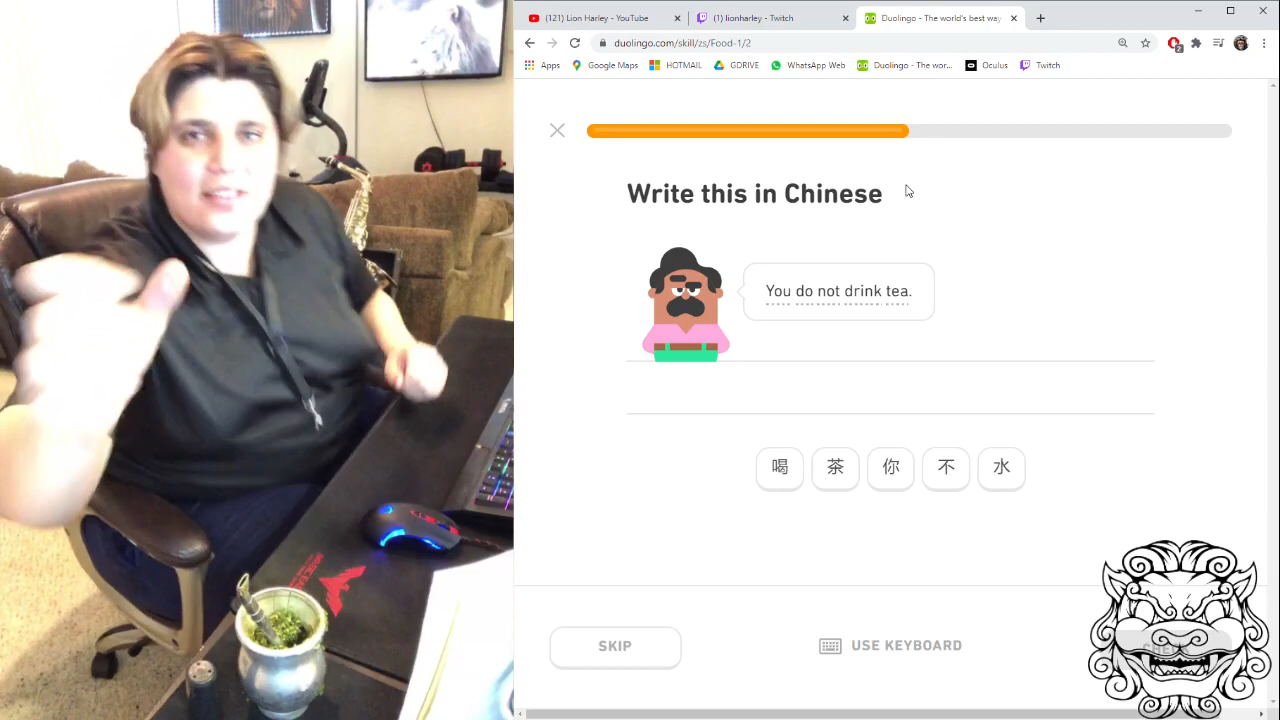 (121) Lion Harley - YouTube
(1) lionharley - Twitch
Duolingo - The world's best way
duolingo.com/skill/zs/Food-1/2
Apps
Google Maps
HOTMAIL
GDRIVE
WhatsApp Web
Duolingo - The wor...
Oculus
Twitch
Write this in Chinese
You do not drink tea.
喝
茶
你
不
水
SKIP
USE KEYBOARD